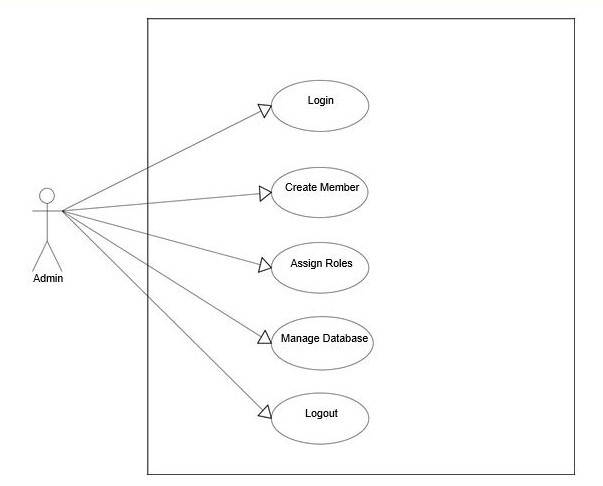 Login
Create Member
Assign Roles
Admin
Manage Database
Logout